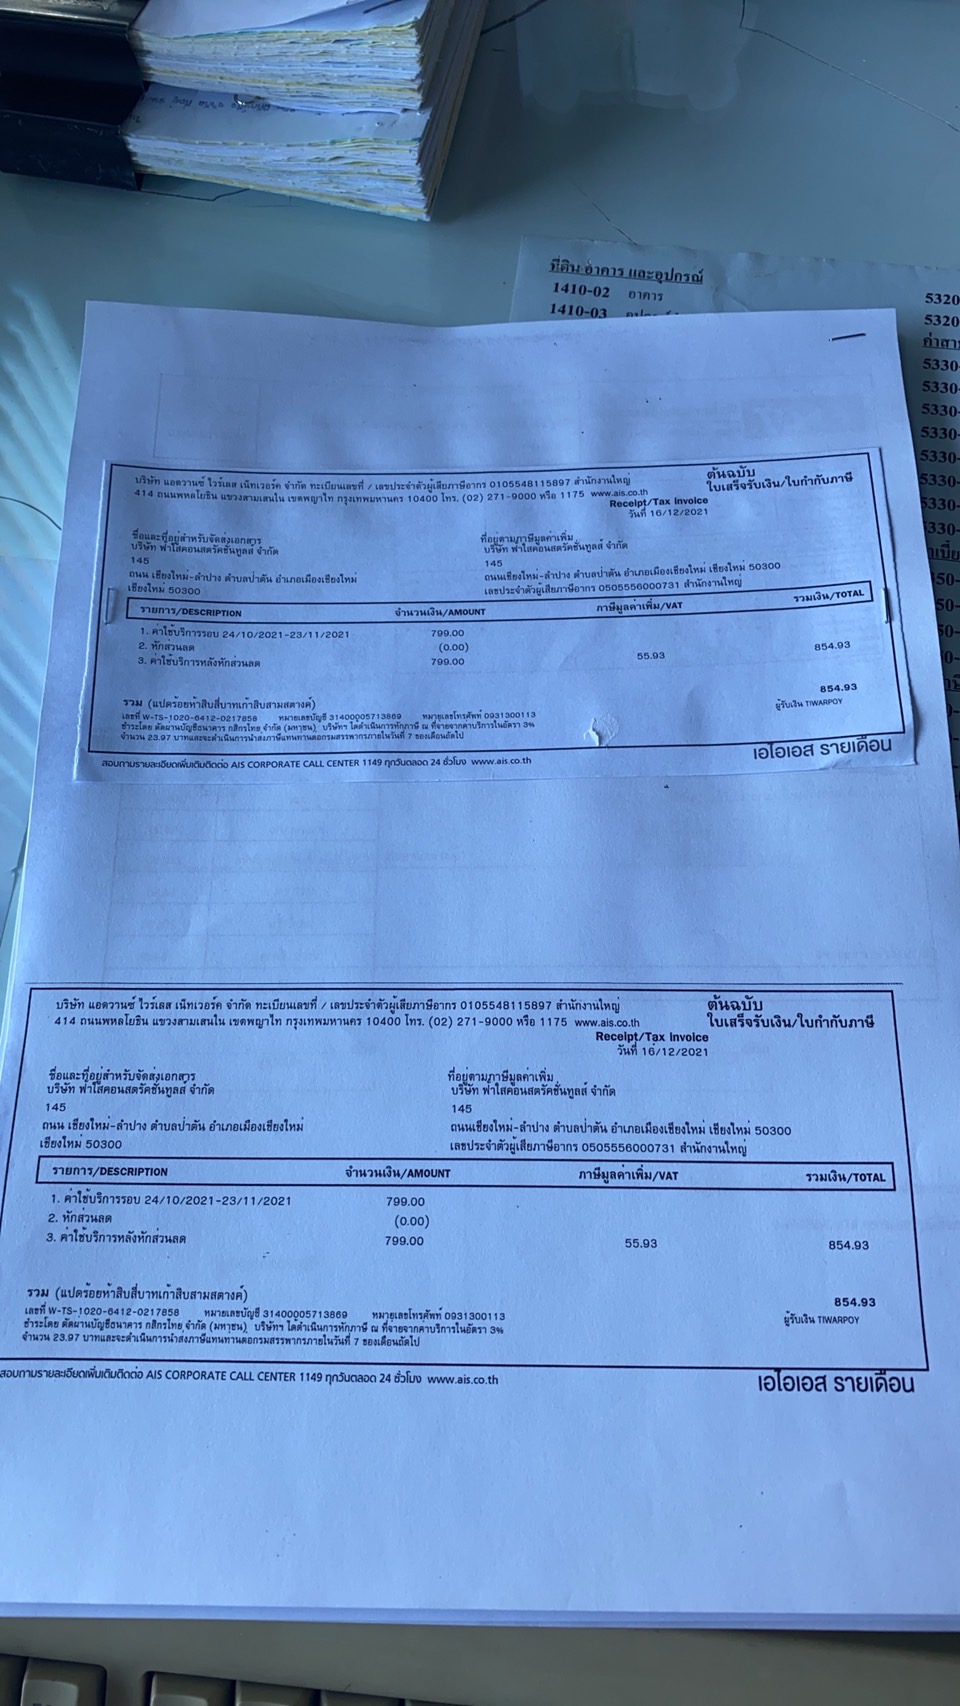 ที่ดิน อาคาร และอุปกรณ์
1410-02 อาคาร
1410-03
5320
5320
ค่าสา
5330-
5330-
5330-
5330-
5330-
5330-
5330-
5330-
บริษัท แอดวานซ์ ไวร์เลส เน็ทเวอร์ค จำกัด ทะเบียนเลขที่ / เลขประจำตัวผู้เสียภาษีอากร 0105548115897 สำนักงานใหญ่
414 ถนนพหลโยธิน แขวงสามเสนใน เขตพญาไท กรุงเทพมหานคร 10400 โทร. (02) 271-9000 หรือ 1175 www.ais.co.th
ต้นฉบับ
ใบเสร็จรับเงิน/ใบกำกับภาษี
Receipt/Tax Invoice
วันที่ 16/12/2021
ชื่อและที่อยู่สำหรับจัดส่งเอกสาร
บริษัท ฟาใสคอนสตรัคชั่นทูลส์ จำกัด
145
ถนน เชียงใหม่-ลำปาง ตำบลป่าตัน อำเภอเมืองเชียงใหม่
เชียงใหม่ 50300
ที่อยู่ตามภาษีมูลค่าเพิ่ม
บริษัท ฟาใสคอนสตรัคชั่นทูลส์ จำกัด
145
ถนนเชียงใหม่-ลำปาง ตำบลป่าตัน อำเภอเมืองเชียงใหม่ เชียงใหม่ 50300
เลขประจำตัวผู้เสียภาษีอากร 0505556000731 สำนักงานใหญ่
รายการ/DESCRIPTION จำนวนเงิน/AMOUNT ภาษีมูลค่าเพิ่ม/VAT รวมเงิน/TOTAL
1. ค่าใช้บริการรอบ 24/10/2021-23/11/2021 799.00
2. หักส่วนลด (0.00)
3. ค่าใช้บริการหลังหักส่วนลด 799.00 55.93 854.93
รวม (แปดร้อยห้าสิบสี่บาทเก้าสิบสามสตางค์) 854.93
เลขที่ W-TS-1020-6412-0217858 หมายเลขบัญชี 31400005713869 หมายเลขโทรศัพท์ 0931300113
ผู้รับเงิน TIWARPOY
ชำระโดย ตัดผ่านบัญชีธนาคาร กสิกรไทย จำกัด (มหาชน) บริษัทฯ ได้ดำเนินการหักภาษี ณ ที่จ่ายจากค่าบริการในอัตรา 3%
จำนวน 23.97 บาทและจะดำเนินการนำส่งภาษีแทนท่านต่อกรมสรรพากรภายในวันที่ 7 ของเดือนถัดไป
เอไอเอส รายเดือน
สอบถามรายละเอียดเพิ่มเติมติดต่อ AIS CORPORATE CALL CENTER 1149 ทุกวันตลอด 24 ชั่วโมง www.ais.co.th
บริษัท แอดวานซ์ ไวร์เลส เน็ทเวอร์ค จำกัด ทะเบียนเลขที่ / เลขประจำตัวผู้เสียภาษีอากร 0105548115897 สำนักงานใหญ่
414 ถนนพหลโยธิน แขวงสามเสนใน เขตพญาไท กรุงเทพมหานคร 10400 โทร. (02) 271-9000 หรือ 1175 www.ais.co.th
ต้นฉบับ
ใบเสร็จรับเงิน/ใบกำกับภาษี
Receipt/Tax Invoice
วันที่ 16/12/2021
ชื่อและที่อยู่สำหรับจัดส่งเอกสาร
บริษัท ฟาใสคอนสตรัคชั่นทูลส์ จำกัด
145
ถนน เชียงใหม่-ลำปาง ตำบลป่าตัน อำเภอเมืองเชียงใหม่
เชียงใหม่ 50300
ที่อยู่ตามภาษีมูลค่าเพิ่ม
บริษัท ฟาใสคอนสตรัคชั่นทูลส์ จำกัด
145
ถนนเชียงใหม่-ลำปาง ตำบลป่าตัน อำเภอเมืองเชียงใหม่ เชียงใหม่ 50300
เลขประจำตัวผู้เสียภาษีอากร 0505556000731 สำนักงานใหญ่
รายการ/DESCRIPTION จำนวนเงิน/AMOUNT ภาษีมูลค่าเพิ่ม/VAT รวมเงิน/TOTAL
1. ค่าใช้บริการรอบ 24/10/2021-23/11/2021 799.00
2. หักส่วนลด (0.00)
3. ค่าใช้บริการหลังหักส่วนลด 799.00 55.93 854.93
รวม (แปดร้อยห้าสิบสี่บาทเก้าสิบสามสตางค์) 854.93
เลขที่ W-TS-1020-6412-0217858 หมายเลขบัญชี 31400005713869 หมายเลขโทรศัพท์ 0931300113
ผู้รับเงิน TIWARPOY
ชำระโดย ตัดผ่านบัญชีธนาคาร กสิกรไทย จำกัด (มหาชน) บริษัทฯ ได้ดำเนินการหักภาษี ณ ที่จ่ายจากค่าบริการในอัตรา 3%
จำนวน 23.97 บาทและจะดำเนินการนำส่งภาษีแทนท่านต่อกรมสรรพากรภายในวันที่ 7 ของเดือนถัดไป
สอบถามรายละเอียดเพิ่มเติมติดต่อ AIS CORPORATE CALL CENTER 1149 ทุกวันตลอด 24 ชั่วโมง www.ais.co.th
เอไอเอส รายเดือน